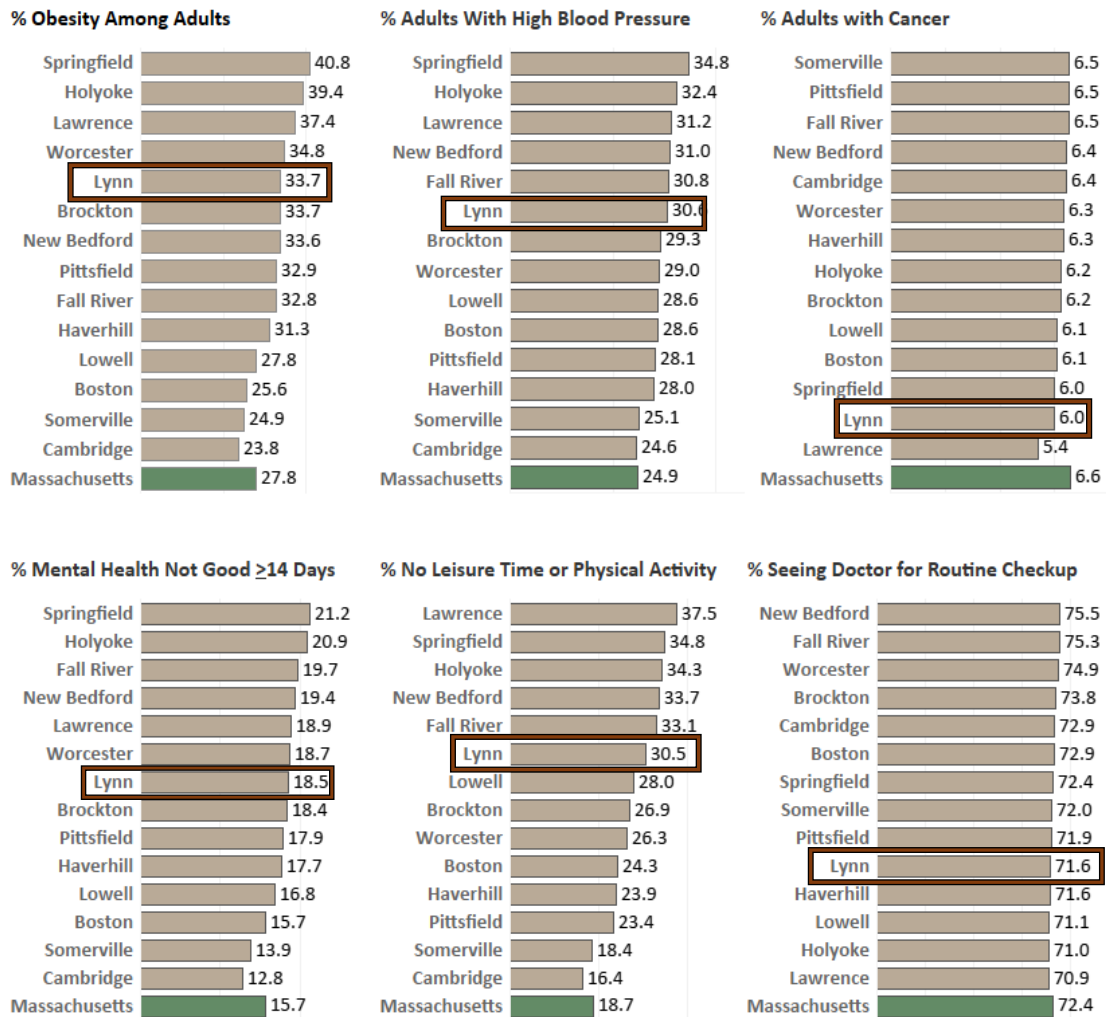 % Obesity Among Adults
Springfield 40.8
Holyoke 39.4
Lawrence 37.4
Worcester 34.8
Lynn 33.7
Brockton 33.7
New Bedford 33.6
Pittsfield 32.9
Fall River 32.8
Haverhill 31.3
Lowell 27.8
Boston 25.6
Somerville 24.9
Cambridge 23.8
Massachusetts 27.8
% Adults With High Blood Pressure
Springfield 34.8
Holyoke 32.4
Lawrence 31.2
New Bedford 31.0
Fall River 30.8
Lynn 30.6
Brockton 29.3
Worcester 29.0
Lowell 28.6
Boston 28.6
Pittsfield 28.1
Haverhill 28.0
Somerville 25.1
Cambridge 24.6
Massachusetts 24.9
% Adults with Cancer
Somerville 6.5
Pittsfield 6.5
Fall River 6.5
New Bedford 6.4
Cambridge 6.4
Worcester 6.3
Haverhill 6.3
Holyoke 6.2
Brockton 6.2
Lowell 6.1
Boston 6.1
Springfield 6.0
Lynn 6.0
Lawrence 5.4
Massachusetts 6.6
% Mental Health Not Good ≥14 Days
Springfield 21.2
Holyoke 20.9
Fall River 19.7
New Bedford 19.4
Lawrence 18.9
Worcester 18.7
Lynn 18.5
Brockton 18.4
Pittsfield 17.9
Haverhill 17.7
Lowell 16.8
Boston 15.7
Somerville 13.9
Cambridge 12.8
Massachusetts 15.7
% No Leisure Time or Physical Activity
Lawrence 37.5
Springfield 34.8
Holyoke 34.3
New Bedford 33.7
Fall River 33.1
Lynn 30.5
Lowell 28.0
Brockton 26.9
Worcester 26.3
Boston 24.3
Haverhill 23.9
Pittsfield 23.4
Somerville 18.4
Cambridge 16.4
Massachusetts 18.7
% Seeing Doctor for Routine Checkup
New Bedford 75.5
Fall River 75.3
Worcester 74.9
Brockton 73.8
Cambridge 72.9
Boston 72.9
Springfield 72.4
Somerville 72.0
Pittsfield 71.9
Lynn 71.6
Haverhill 71.6
Lowell 71.1
Holyoke 71.0
Lawrence 70.9
Massachusetts 72.4